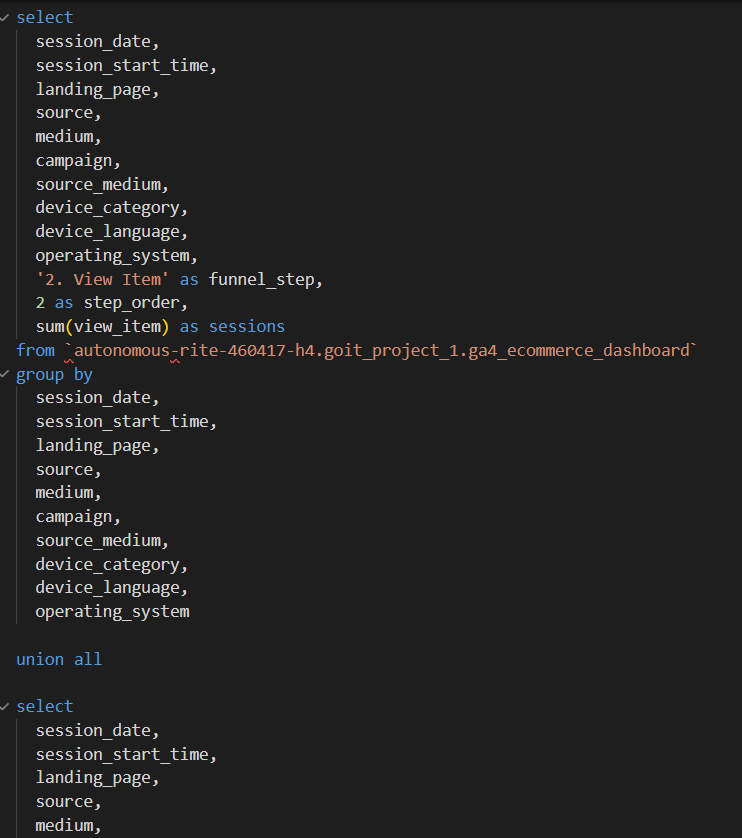 select
session_date,
session_start_time,
landing_page,
source,
medium,
campaign,
source_medium,
device_category,
device_language,
operating_system,
'2. View Item' as funnel_step,
2 as step_order,
sum(view_item) as sessions
from `autonomous-rite-460417-h4.goit_project_1.ga4_ecommerce_dashboard`
group by
session_date,
session_start_time,
landing_page,
source,
medium,
campaign,
source_medium,
device_category,
device_language,
operating_system
union all
select
session_date,
session_start_time,
landing_page,
source,
medium,